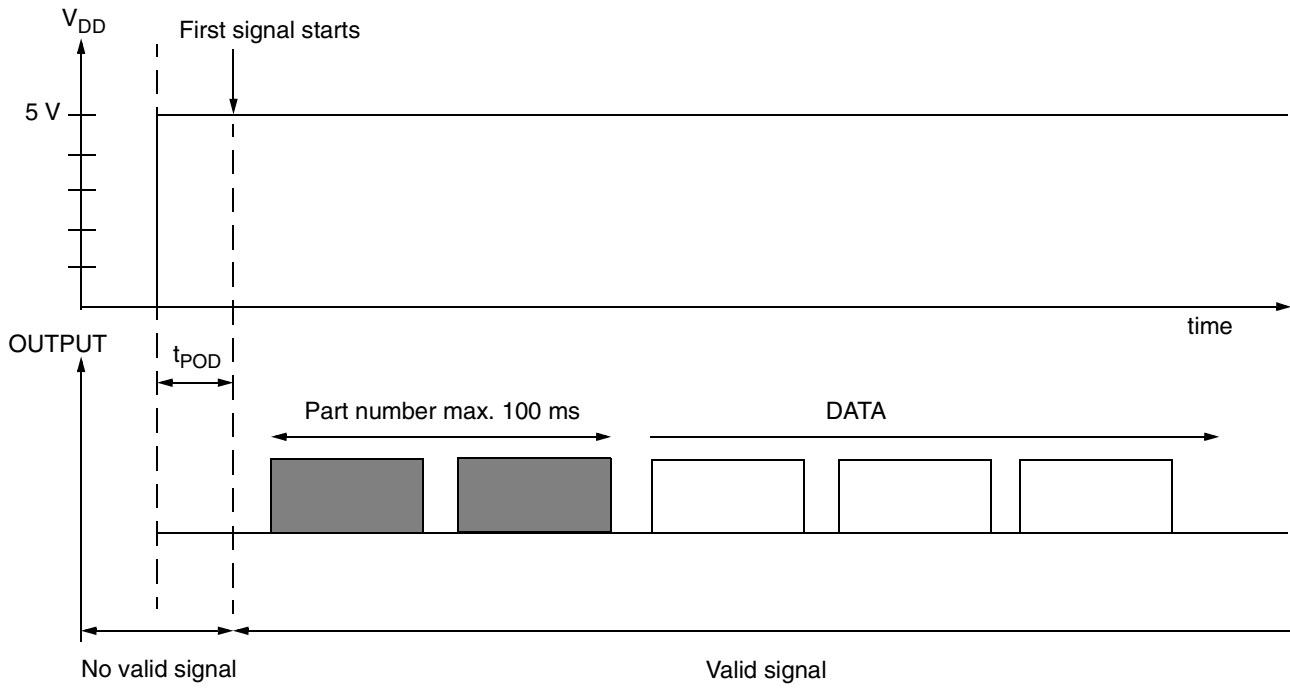 V_DD
First signal starts
5 V
time
OUTPUT
t_POD
Part number max. 100 ms
DATA
No valid signal
Valid signal